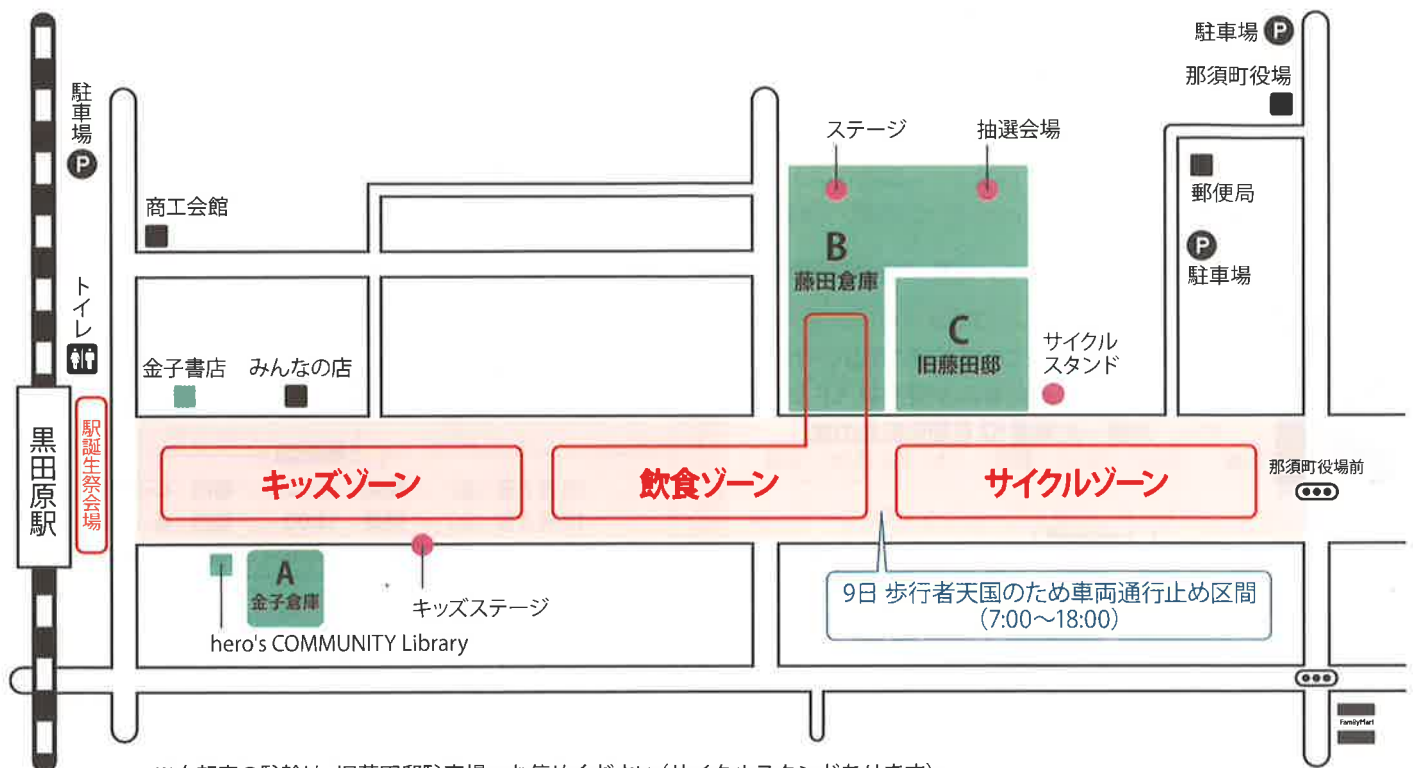 駐車場 P
那須町役場
駐車場
P
ステージ
抽選会場
郵便局
P
駐車場
商工会館
B
藤田倉庫
トイレ
C
旧藤田邸
サイクル
スタンド
金子書店
みんなの店
黒田原駅
駅誕生祭会場
キッズゾーン
飲食ゾーン
サイクルゾーン
那須町役場前
A
金子倉庫
キッズステージ
hero's COMMUNITY Library
9日 歩行者天国のため車両通行止め区間
(7:00〜18:00)
FamilyMart